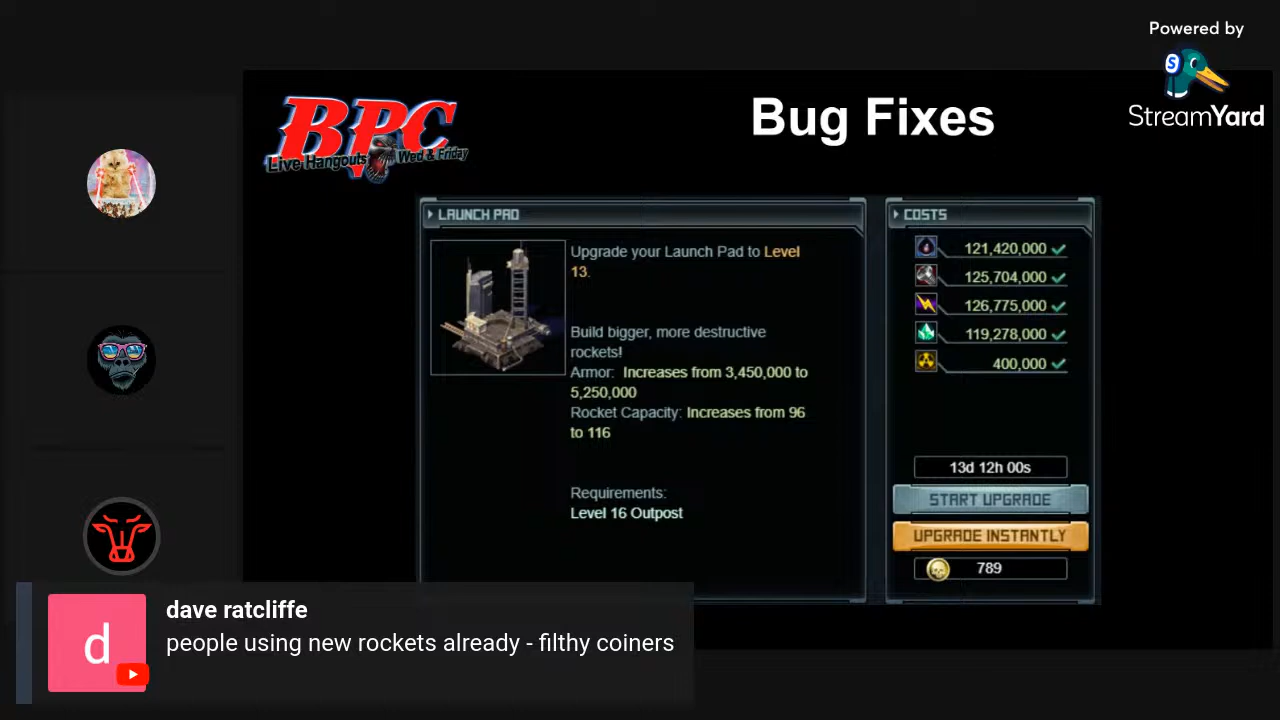 Powered by
StreamYard
BPC
Live Hangouts Wed & Friday
Bug Fixes
LAUNCH PAD
Upgrade your Launch Pad to Level
13.
Build bigger, more destructive
rockets!
Armor: Increases from 3,450,000 to
5,250,000
Rocket Capacity: Increases from 96
to 116
Requirements:
Level 16 Outpost
COSTS
121,420,000
125,704,000
126,775,000
119,278,000
400,000
13d 12h 00s
START UPGRADE
UPGRADE INSTANTLY
789
d
dave ratcliffe
people using new rockets already - filthy coiners